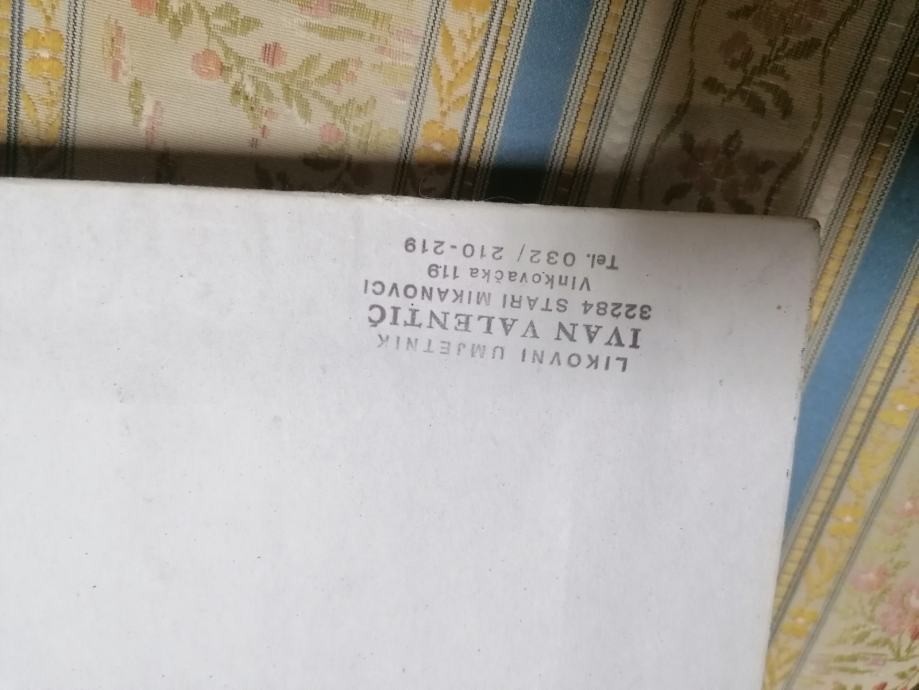 LIKOVNI UMJETNIK
IVAN VALENTIĆ
32284 STARI MIKANOVCI
Vinkovačka 119
Tel. 032/ 210-219